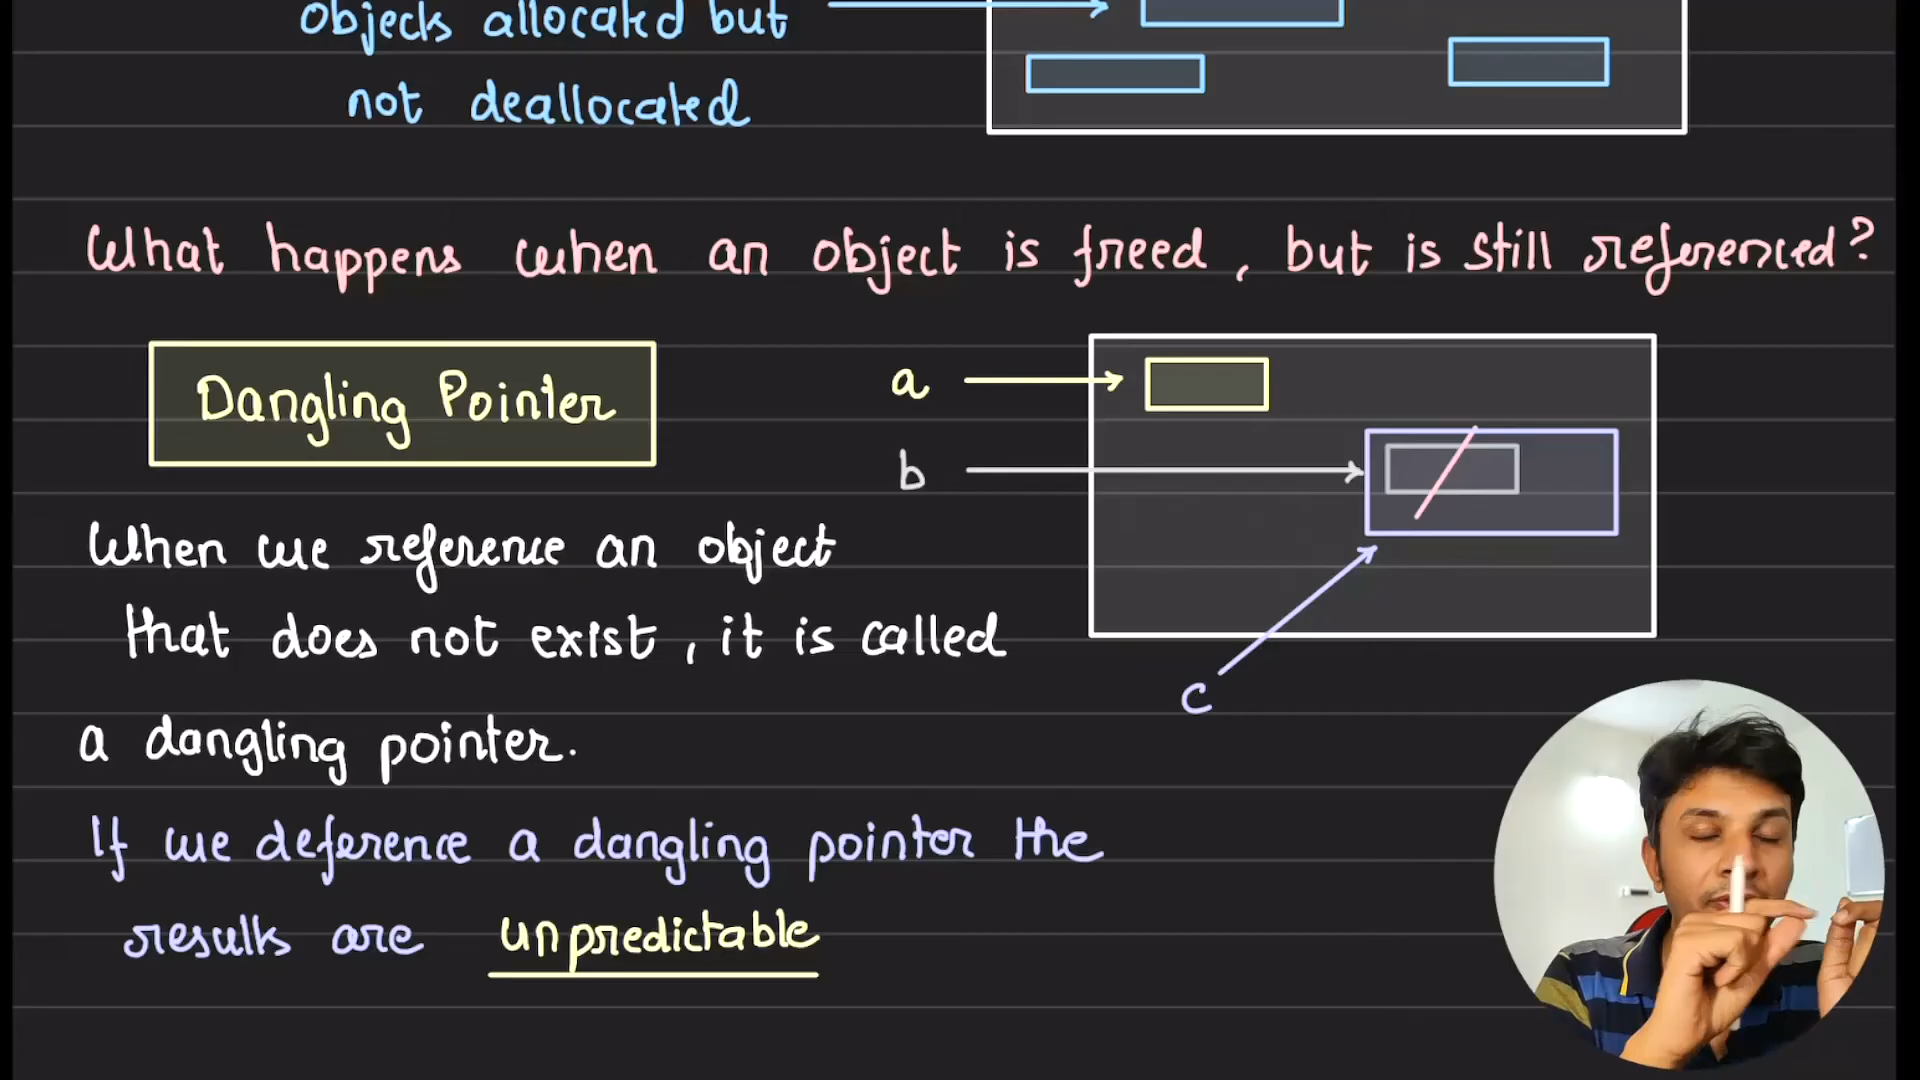 objects allocated but
not deallocated
What happens when an object is freed, but is still referenced?
Dangling Pointer
a
b
When we reference an object
that does not exist, it is called
c
a dangling pointer.
If we deference a dangling pointer the
results are unpredictable